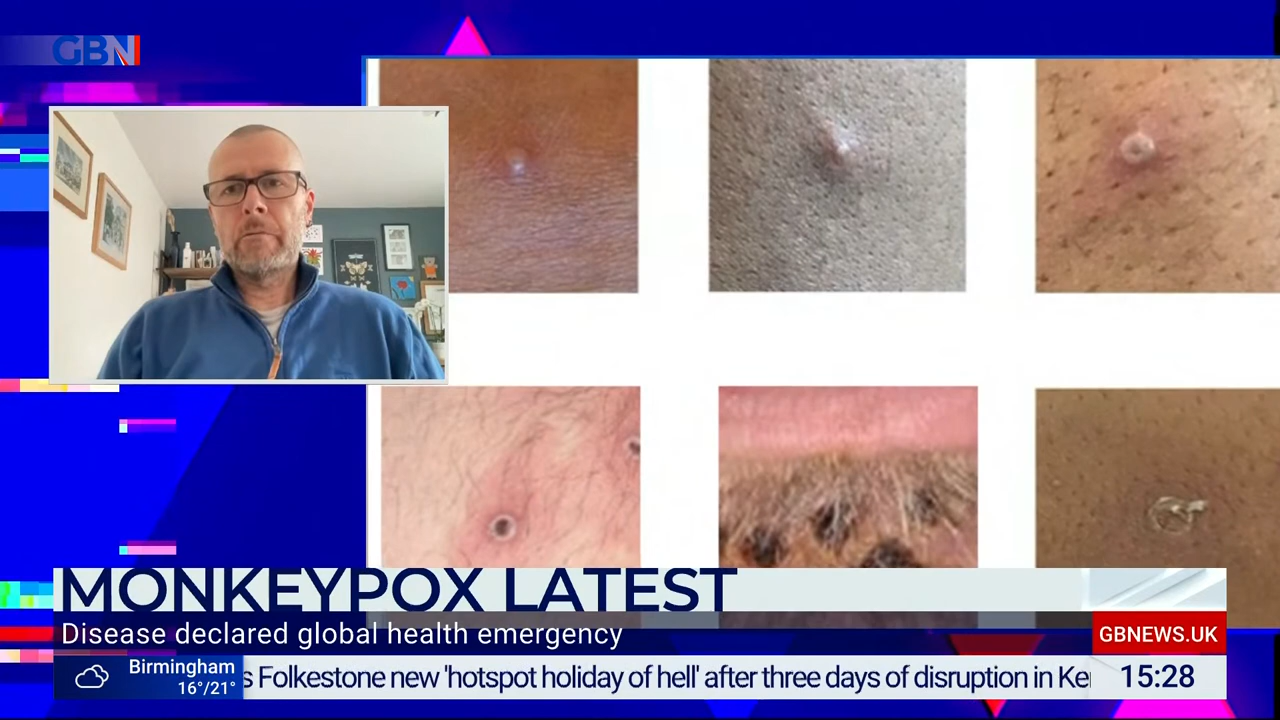 GBN
MONKEYPOX LATEST
Disease declared global health emergency
GBNEWS.UK
Birmingham
16°/21°
s Folkestone new 'hotspot holiday of hell' after three days of disruption in Ke
15:28